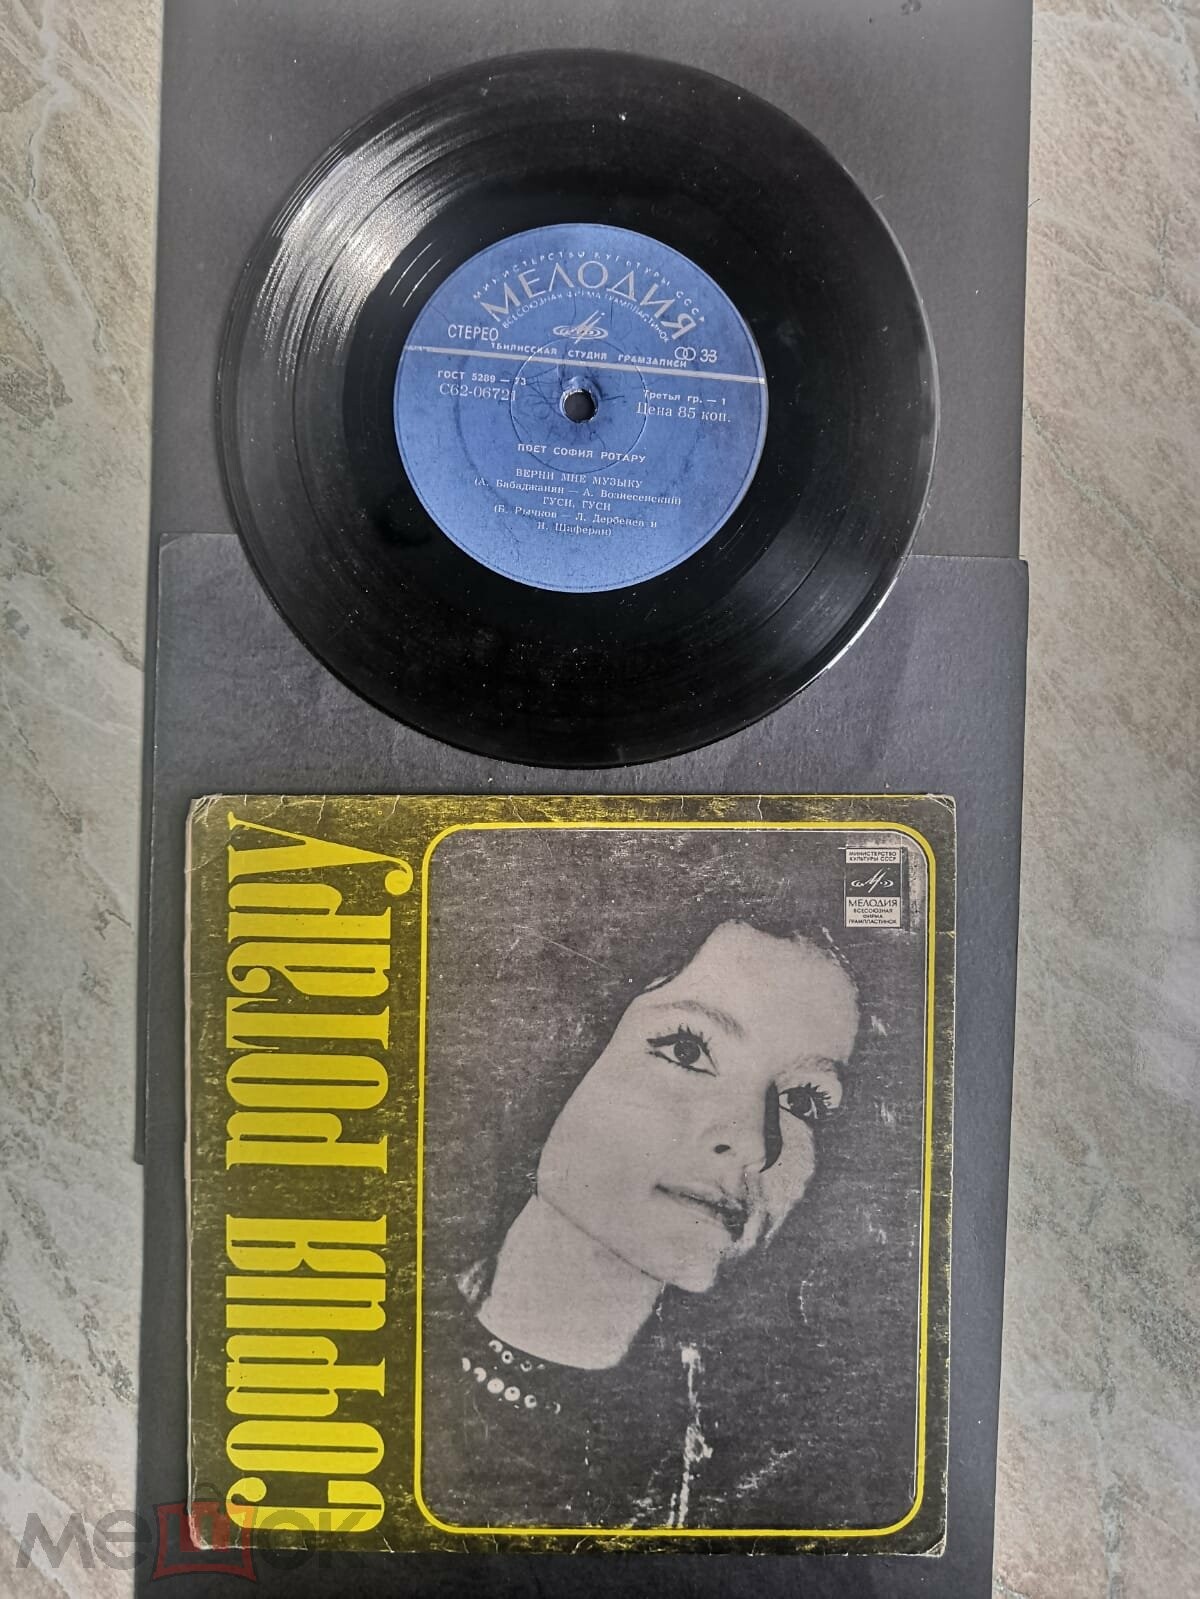 МИНИСТЕРСТВО КУЛЬТУРЫ СССР
МЕЛОДИЯ
ВСЕСОЮЗНАЯ ФИРМА ГРАМПЛАСТИНОК
СТЕРЕО
33
ТБИЛИССКАЯ СТУДИЯ ГРАМЗАПИСИ
ГОСТ 5289 — 73
Третья гр. — 1
С62-06721
Цена 85 коп.
ПОЕТ СОФИЯ РОТАРУ
ВЕРНИ МНЕ МУЗЫКУ
(А. Бабаджанян — А. Вознесенский)
ГУСИ, ГУСИ
(Б. Рычков — Л. Дербенев и
И. Шаферан)
София Ротару
МИНИСТЕРСТВО
КУЛЬТУРЫ СССР
МЕЛОДИЯ
ВСЕСОЮЗНАЯ
ФИРМА
ГРАМПЛАСТИНОК
мешок